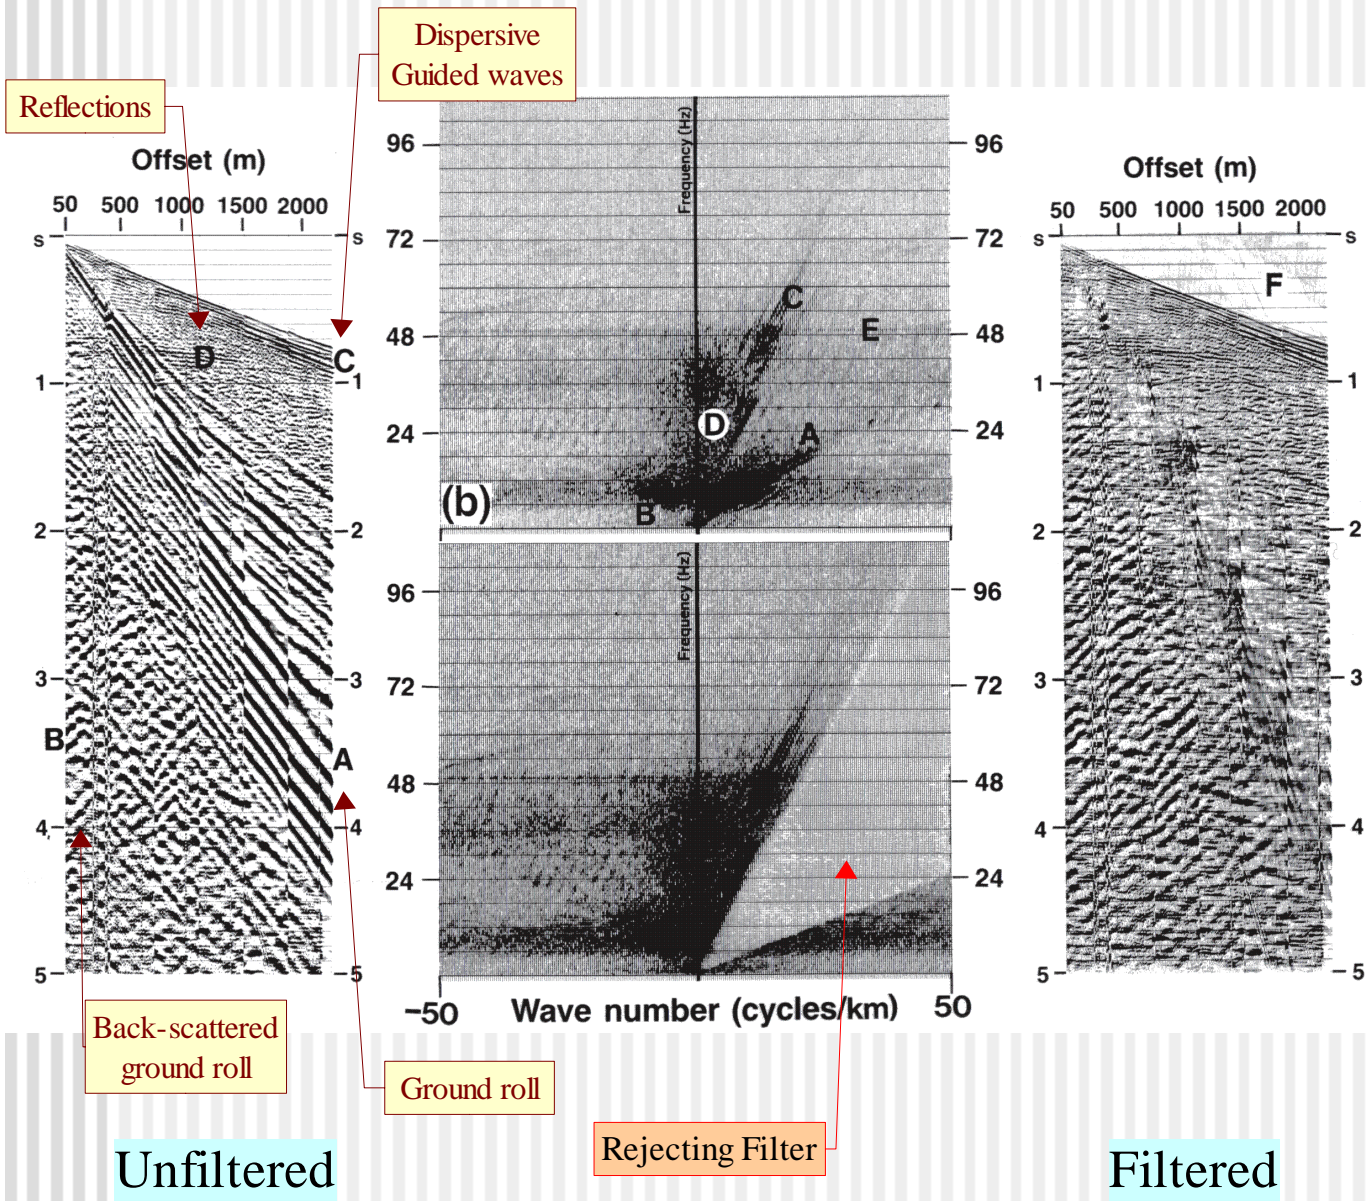 Dispersive
Guided waves
Reflections
Offset (m)
50 500 1000 1500 2000
s s
D
C
1 1
2 2
3 3
B
A
4 4
5 5
Frequency (Hz)
96 96
72 72
C
E
48 48
D
24 24
A
(b)
B
Frequency (Hz)
96 96
72 72
48 48
24 24
−50 Wave number (cycles/km) 50
Offset (m)
50 500 1000 1500 2000
s s
F
1 1
2 2
3 3
4 4
5 5
Back-scattered
ground roll
Ground roll
Rejecting Filter
Unfiltered
Filtered